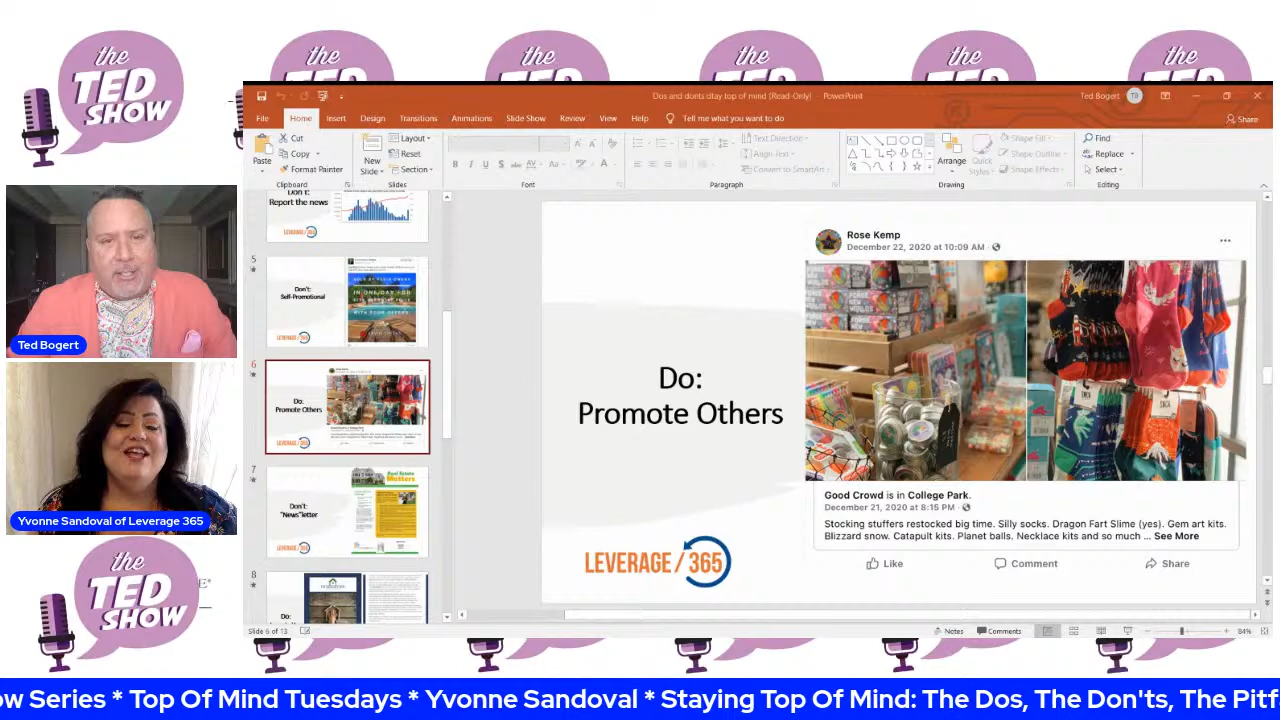 the
TED
SHOW
Dos and donts dtay top of mind [Read-Only] - PowerPoint
Ted Bogert
TB
File
Home
Insert
Design
Transitions
Animations
Slide Show
Review
View
Help
Tell me what you want to do
Share
Paste
Cut
Copy
Format Painter
Clipboard
New
Slide
Layout
Reset
Section
Slides
Font
Text Direction
Align Text
Convert to SmartArt
Paragraph
Arrange
Quick
Styles
Shape Fill
Shape Outline
Shape Effects
Drawing
Find
Replace
Select
Editing
Don't:
Report the news
LEVERAGE/365
5
Don't:
Self-Promotional
LEVERAGE/365
6
Do:
Promote Others
LEVERAGE/365
7
Don't:
"News"letter
Real Estate
Matters
LEVERAGE/365
8
Do:
Promote Others
LEVERAGE / 365
Rose Kemp
December 22, 2020 at 10:09 AM
Good Crowd is in College Park.
December 21, 2020 at 8:15 PM
Stocking stuffers restocked big time. Silly socks. Dragon Fart Slime (yes). Gem art kits.
Blizzard snow. Catapult kits. Planet balls. Necklace kits and so much ... See More
Like
Comment
Share
Slide 6 of 13
Notes
Comments
84%
Ted Bogert
Yvonne Sandoval of Leverage 365
the
TED
SHOW
ow Series * Top Of Mind Tuesdays * Yvonne Sandoval * Staying Top Of Mind: The Dos, The Don'ts, The Pitf